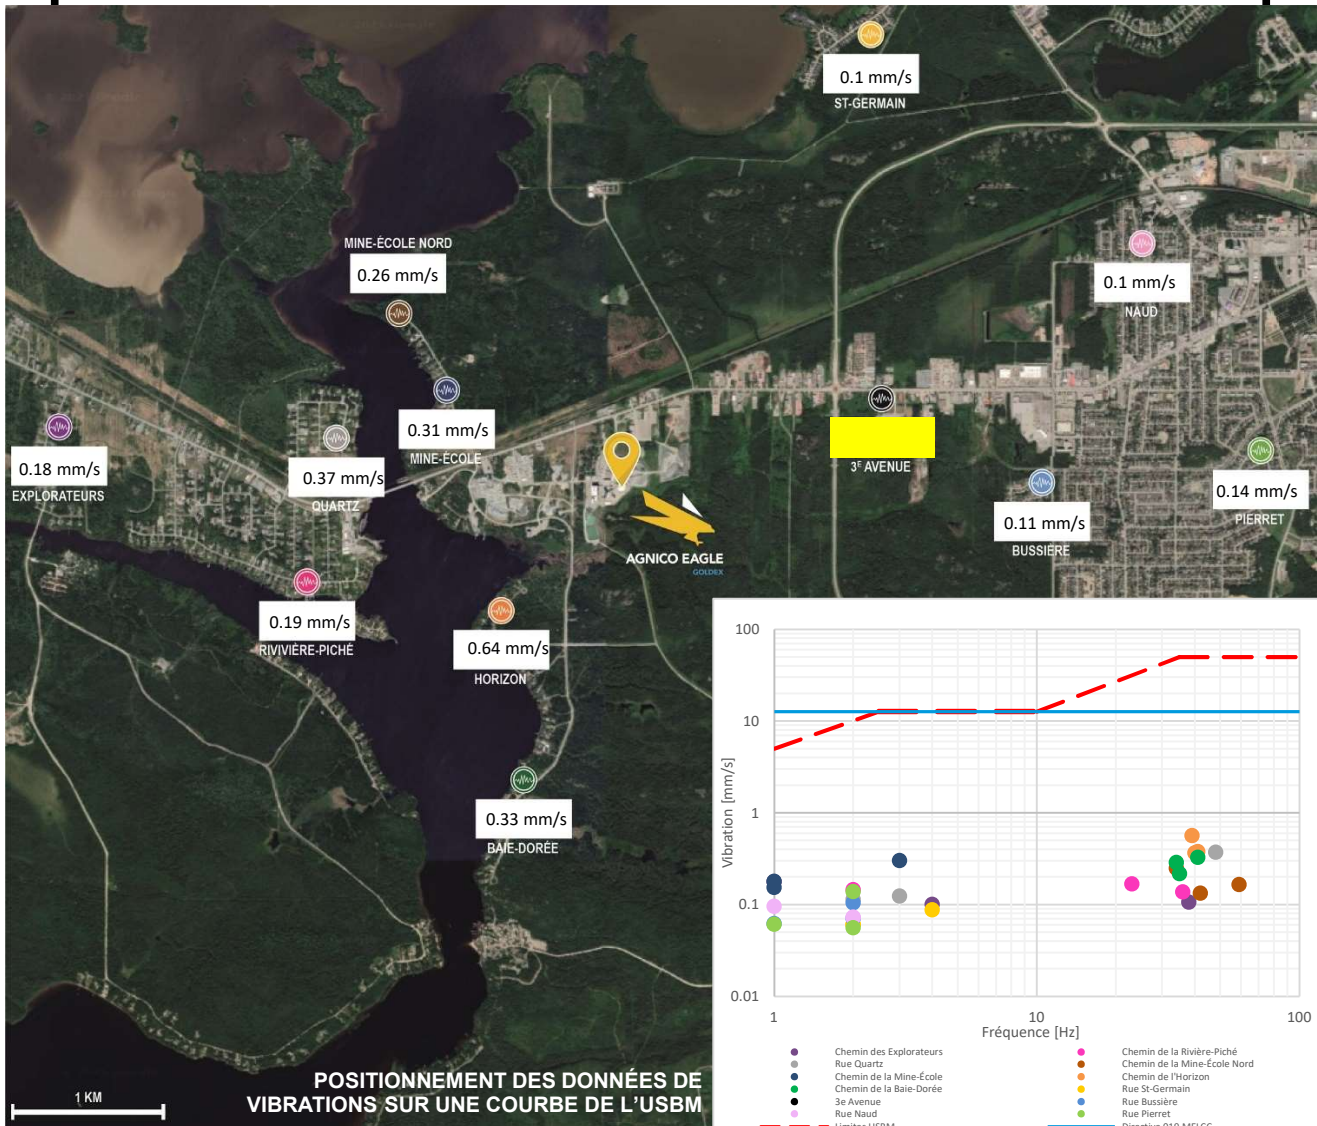 0.1 mm/s
ST-GERMAIN
MINE-ÉCOLE NORD
0.26 mm/s
0.1 mm/s
NAUD
0.31 mm/s
MINE-ÉCOLE
0.18 mm/s
EXPLORATEURS
0.37 mm/s
QUARTZ
3E AVENUE
0.14 mm/s
PIERRET
0.11 mm/s
BUSSIÈRE
AGNICO EAGLE
GOLDEX
0.19 mm/s
RIVIVIÈRE-PICHÉ
0.64 mm/s
HORIZON
0.33 mm/s
BAIE-DORÉE
100
10
1
0.1
0.01
Vibration [mm/s]
1
10
100
Fréquence [Hz]
Chemin des Explorateurs
Chemin de la Rivière-Piché
Rue Quartz
Chemin de la Mine-École Nord
Chemin de la Mine-École
Chemin de l'Horizon
Chemin de la Baie-Dorée
Rue St-Germain
3e Avenue
Rue Bussière
Rue Naud
Rue Pierret
Limites USBM
Directive 019 MELCC
1 KM
POSITIONNEMENT DES DONNÉES DE
VIBRATIONS SUR UNE COURBE DE L'USBM